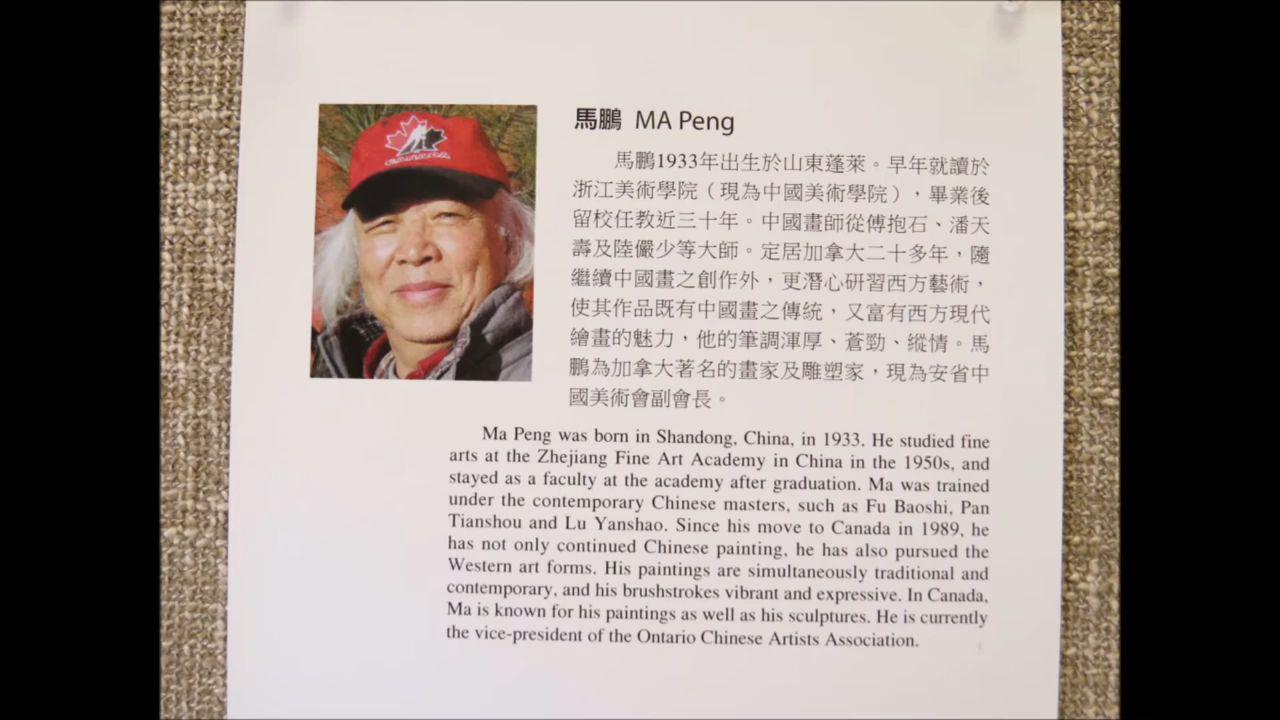 馬鵬 MA Peng
馬鵬1933年出生於山東蓬萊。早年就讀於
浙江美術學院（現為中國美術學院），畢業後
留校任教近三十年。中國畫師從傅抱石、潘天
壽及陸儼少等大師。定居加拿大二十多年，隨
繼續中國畫之創作外，更潛心研習西方藝術，
使其作品既有中國畫之傳統，又富有西方現代
繪畫的魅力，他的筆調渾厚、蒼勁、縱情。馬
鵬為加拿大著名的畫家及雕塑家，現為安省中
國美術會副會長。
Ma Peng was born in Shandong, China, in 1933. He studied fine
arts at the Zhejiang Fine Art Academy in China in the 1950s, and
stayed as a faculty at the academy after graduation. Ma was trained
under the contemporary Chinese masters, such as Fu Baoshi, Pan
Tianshou and Lu Yanshao. Since his move to Canada in 1989, he
has not only continued Chinese painting, he has also pursued the
Western art forms. His paintings are simultaneously traditional and
contemporary, and his brushstrokes vibrant and expressive. In Canada,
Ma is known for his paintings as well as his sculptures. He is currently
the vice-president of the Ontario Chinese Artists Association.